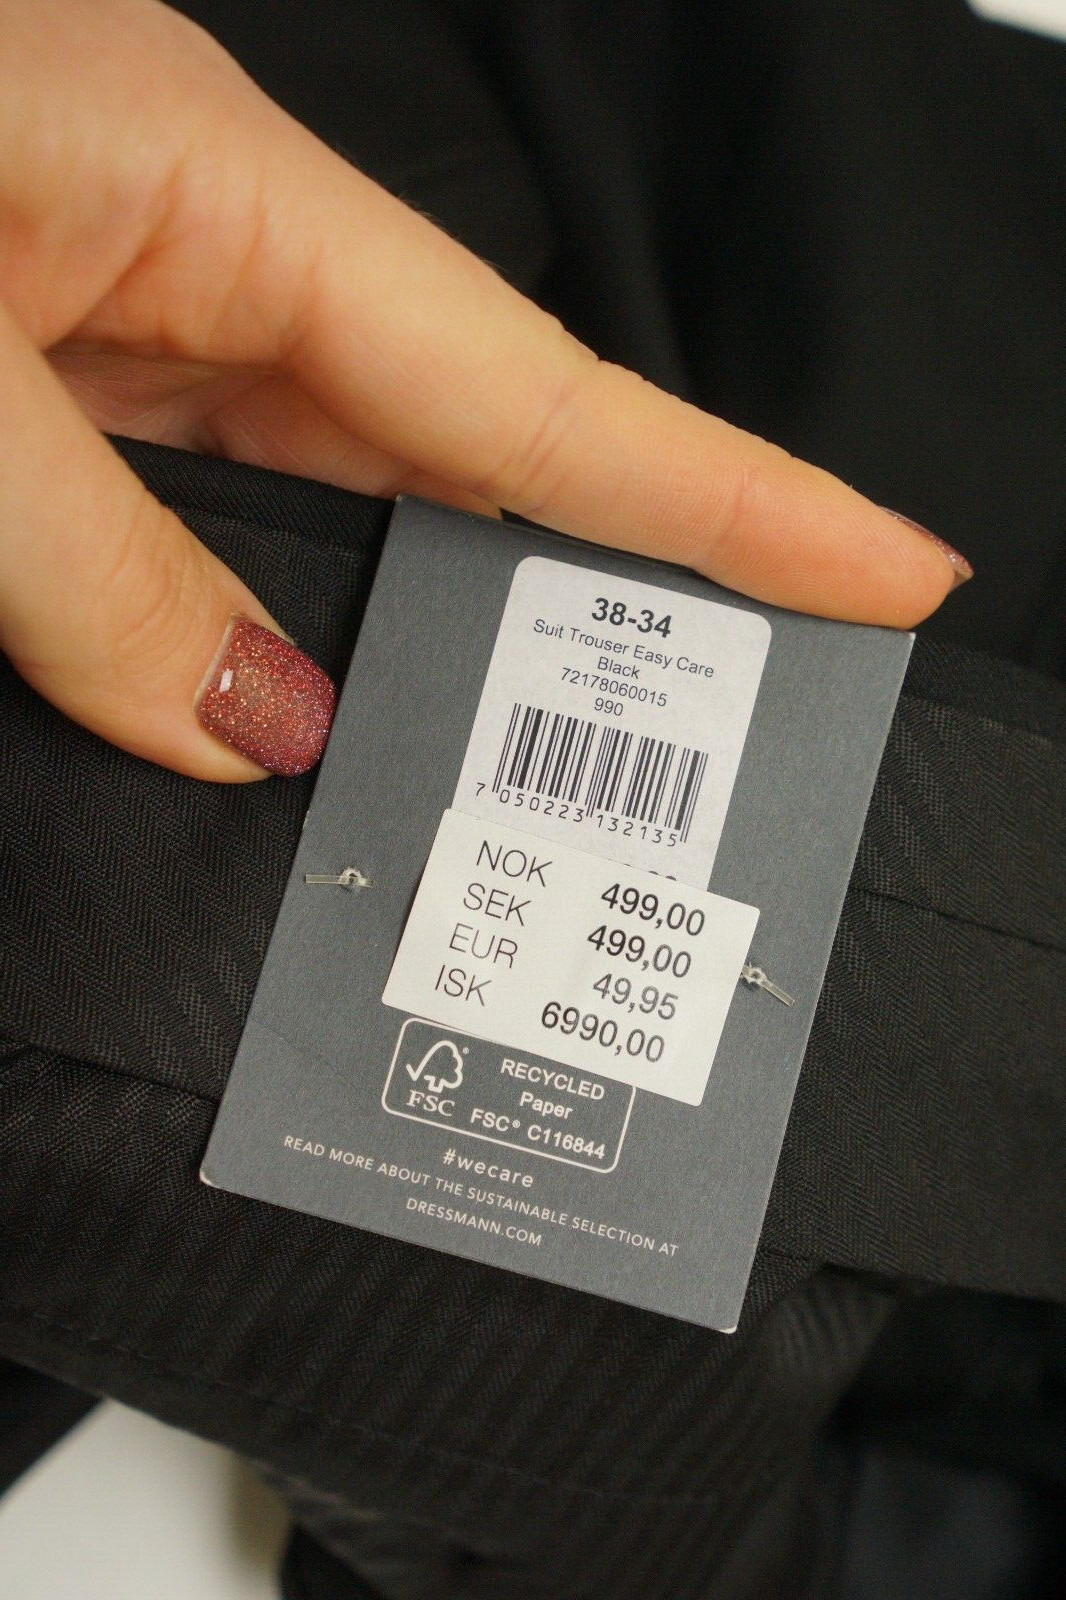 38-34
Suit Trouser Easy Care
Black
72178060015
990
7 050223 132135
NOK 499,00
SEK 499,00
EUR 49,95
ISK 6990,00
FSC®
RECYCLED
Paper
FSC® C116844
#wecare
READ MORE ABOUT THE SUSTAINABLE SELECTION AT
DRESSMANN.COM